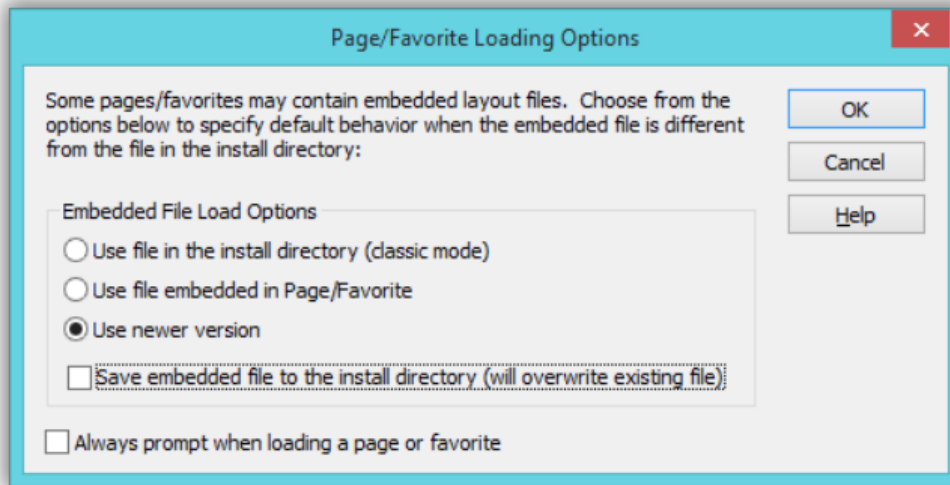 Page/Favorite Loading Options
Some pages/favorites may contain embedded layout files. Choose from the
options below to specify default behavior when the embedded file is different
from the file in the install directory:
OK
Cancel
Help
Embedded File Load Options
Use file in the install directory (classic mode)
Use file embedded in Page/Favorite
Use newer version
Save embedded file to the install directory (will overwrite existing file)
Always prompt when loading a page or favorite